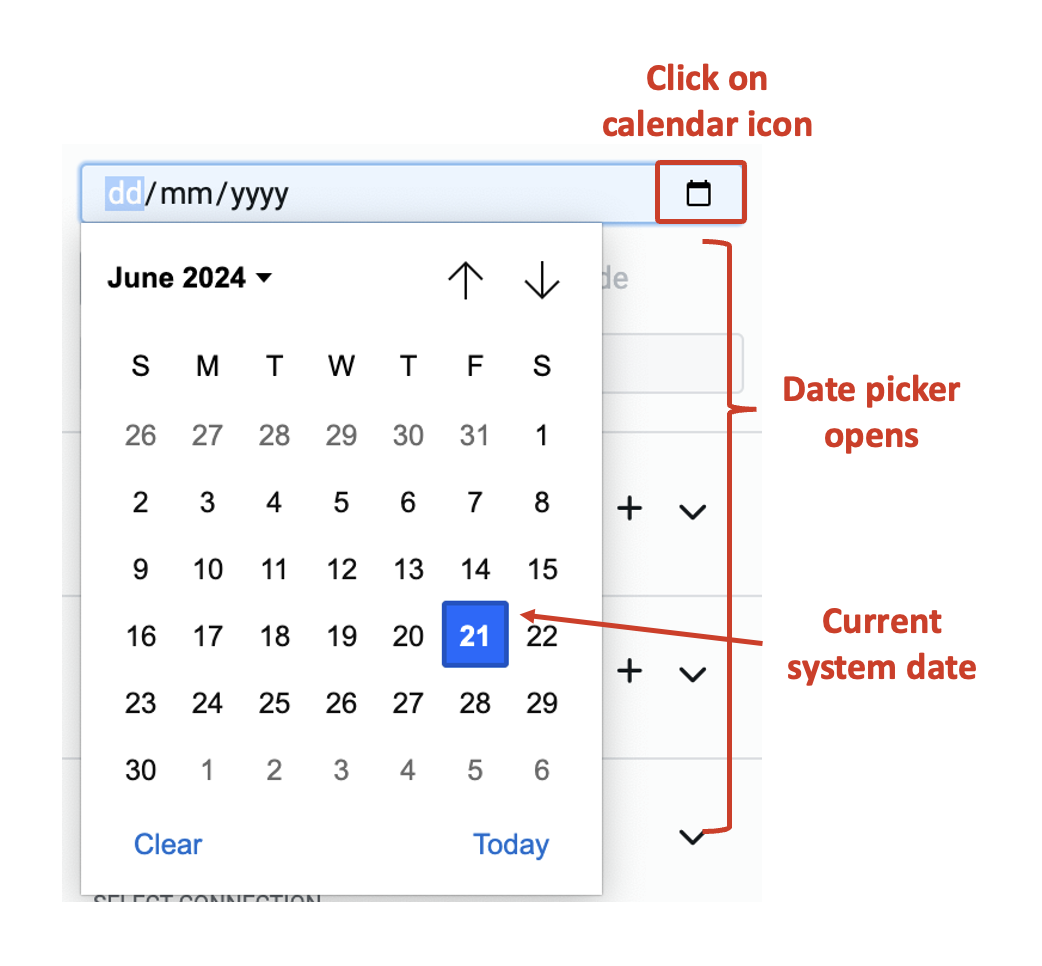 Click on
calendar icon
dd/mm/yyyy
June 2024
de
S M T W T F S
26 27 28 29 30 31 1
2 3 4 5 6 7 8
9 10 11 12 13 14 15
16 17 18 19 20 21 22
23 24 25 26 27 28 29
30 1 2 3 4 5 6
Clear Today
Date picker
opens
Current
system date
SELECT CONNECTION